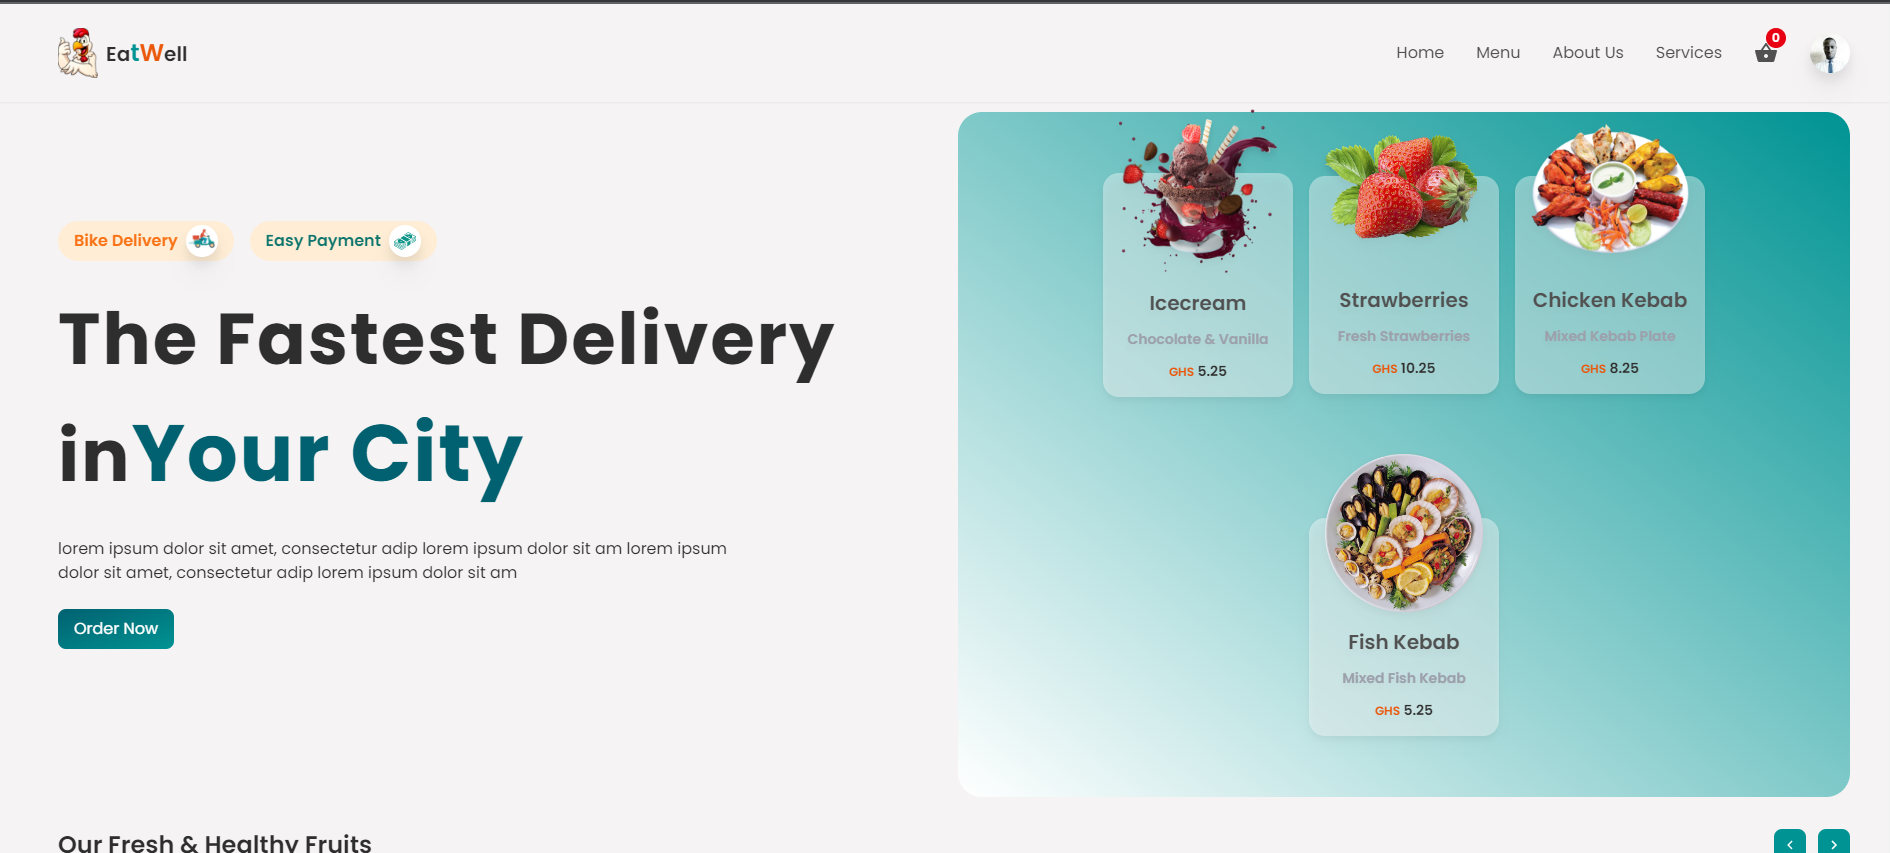 EatWell
Home
Menu
About Us
Services
0
Bike Delivery
Easy Payment
The Fastest Delivery
inYour City
lorem ipsum dolor sit amet, consectetur adip lorem ipsum dolor sit am lorem ipsum
dolor sit amet, consectetur adip lorem ipsum dolor sit am
Order Now
Icecream
Chocolate & Vanilla
GHS 5.25
Strawberries
Fresh Strawberries
GHS 10.25
Chicken Kebab
Mixed Kebab Plate
GHS 8.25
Fish Kebab
Mixed Fish Kebab
GHS 5.25
Our Fresh & Healthy Fruits